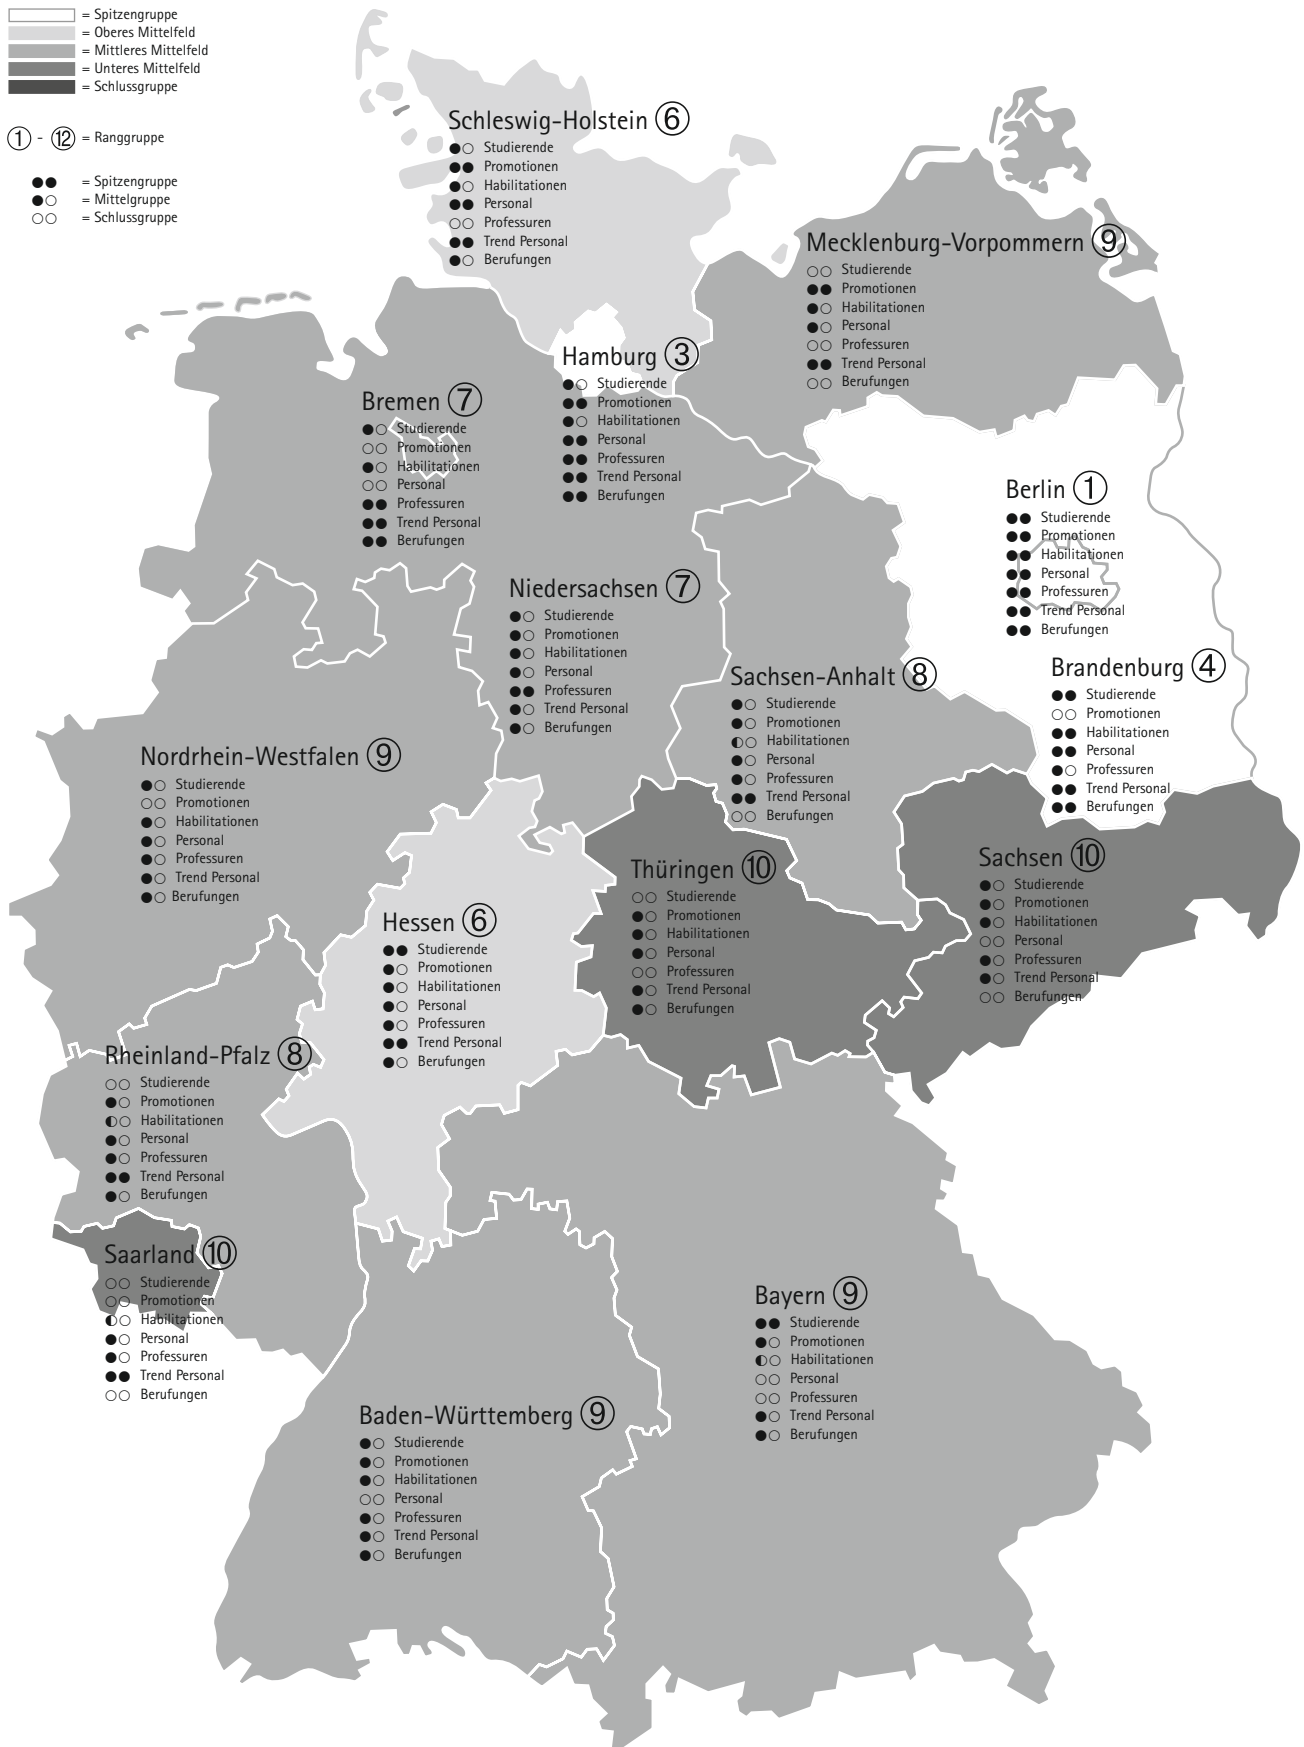 = Spitzengruppe
= Oberes Mittelfeld
= Mittleres Mittelfeld
= Unteres Mittelfeld
= Schlussgruppe
1 - 12 = Ranggruppe
●● = Spitzengruppe
●○ = Mittelgruppe
○○ = Schlussgruppe
Schleswig-Holstein 6
●○ Studierende
●● Promotionen
●○ Habilitationen
●● Personal
○○ Professuren
●● Trend Personal
●○ Berufungen
Mecklenburg-Vorpommern 9
○○ Studierende
●● Promotionen
●○ Habilitationen
●○ Personal
○○ Professuren
●● Trend Personal
○○ Berufungen
Hamburg 3
●○ Studierende
●● Promotionen
●○ Habilitationen
●● Personal
●● Professuren
●● Trend Personal
●● Berufungen
Bremen 7
●○ Studierende
○○ Promotionen
●○ Habilitationen
○○ Personal
●● Professuren
●● Trend Personal
●● Berufungen
Berlin 1
●● Studierende
●● Promotionen
●● Habilitationen
●● Personal
●● Professuren
●● Trend Personal
●● Berufungen
Niedersachsen 7
●○ Studierende
●○ Promotionen
●○ Habilitationen
●○ Personal
●● Professuren
●○ Trend Personal
●○ Berufungen
Brandenburg 4
●● Studierende
○○ Promotionen
●● Habilitationen
●● Personal
●○ Professuren
●● Trend Personal
●● Berufungen
Sachsen-Anhalt 8
●○ Studierende
●○ Promotionen
◐○ Habilitationen
●○ Personal
●○ Professuren
●● Trend Personal
○○ Berufungen
Nordrhein-Westfalen 9
●○ Studierende
○○ Promotionen
●○ Habilitationen
●○ Personal
●○ Professuren
●○ Trend Personal
●○ Berufungen
Sachsen 10
●○ Studierende
●○ Promotionen
●○ Habilitationen
○○ Personal
●○ Professuren
●○ Trend Personal
○○ Berufungen
Thüringen 10
○○ Studierende
●○ Promotionen
●○ Habilitationen
●○ Personal
○○ Professuren
●○ Trend Personal
●○ Berufungen
Hessen 6
●● Studierende
●○ Promotionen
●○ Habilitationen
●○ Personal
●○ Professuren
●● Trend Personal
●○ Berufungen
Rheinland-Pfalz 8
○○ Studierende
●○ Promotionen
◐○ Habilitationen
●○ Personal
●○ Professuren
●● Trend Personal
●○ Berufungen
Saarland 10
○○ Studierende
○○ Promotionen
◐○ Habilitationen
●○ Personal
●○ Professuren
●● Trend Personal
○○ Berufungen
Bayern 9
●● Studierende
●○ Promotionen
◐○ Habilitationen
○○ Personal
○○ Professuren
●○ Trend Personal
●○ Berufungen
Baden-Württemberg 9
●○ Studierende
●○ Promotionen
●○ Habilitationen
○○ Personal
●○ Professuren
●○ Trend Personal
●○ Berufungen